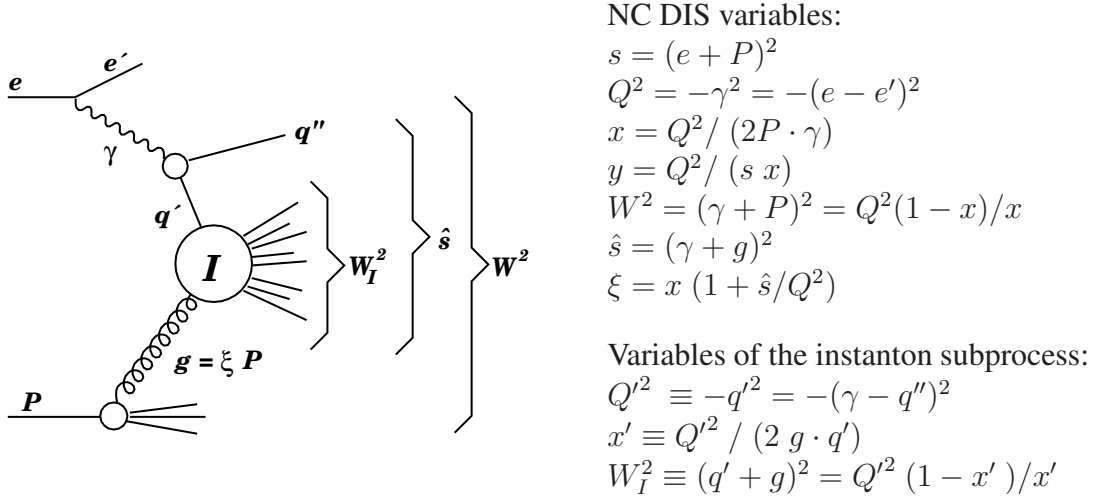 e
e´
γ
q''
q´
I
W_I^2
ŝ
W^2
g = ξ P
P
NC DIS variables:
s = (e + P)^2
Q^2 = −γ^2 = −(e − e′)^2
x = Q^2/ (2P · γ)
y = Q^2/ (s x)
W^2 = (γ + P)^2 = Q^2(1 − x)/x
ŝ = (γ + g)^2
ξ = x (1 + ŝ/Q^2)
Variables of the instanton subprocess:
Q′^2 ≡ −q′^2 = −(γ − q′′)^2
x′ ≡ Q′^2 / (2 g · q′)
W_I^2 ≡ (q′ + g)^2 = Q′^2 (1 − x′ )/x′